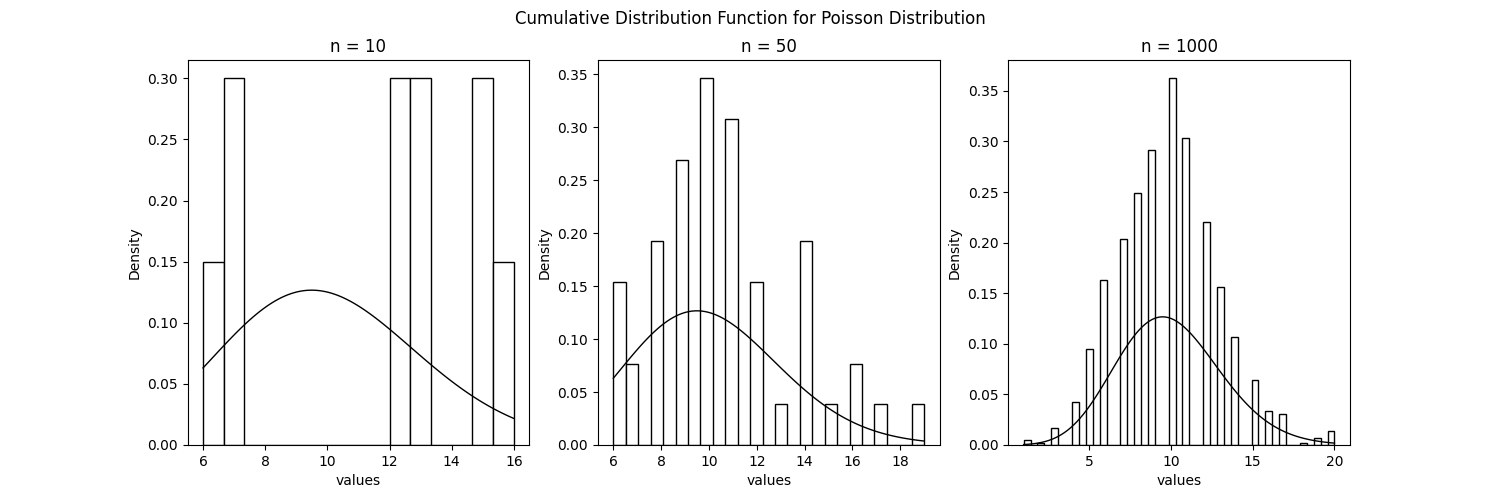 Cumulative Distribution Function for Poisson Distribution
n = 10
0.30
0.25
0.20
0.15
0.10
0.05
0.00
Density
6 8 10 12 14 16
values
n = 50
0.35
0.30
0.25
0.20
0.15
0.10
0.05
0.00
Density
6 8 10 12 14 16 18
values
n = 1000
0.35
0.30
0.25
0.20
0.15
0.10
0.05
0.00
Density
5 10 15 20
values